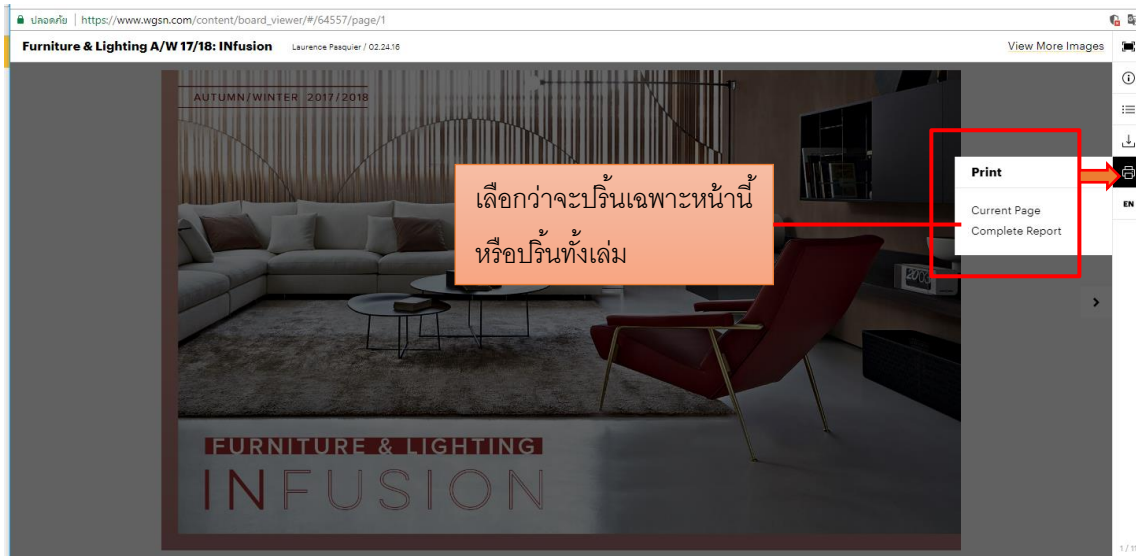 ปลอดภัย https://www.wgsn.com/content/board_viewer/#/64557/page/1
Furniture & Lighting A/W 17/18: INfusion Laurence Pasquier / 02.24.16 View More Images
AUTUMN/WINTER 2017/2018
เลือกว่าจะปริ้นเฉพาะหน้านี้
หรือปริ้นทั้งเล่ม
Print
Current Page
Complete Report
EN
FURNITURE & LIGHTING
INFUSION